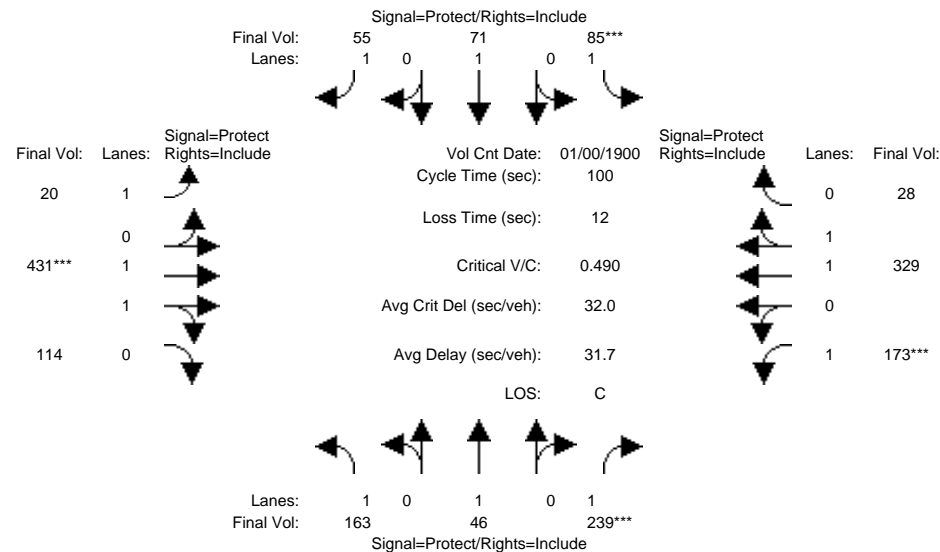 Signal=Protect/Rights=Include
Final Vol: 55 71 85***
Lanes: 1 0 1 0 1
Signal=Protect Signal=Protect
Final Vol: Lanes: Rights=Include Vol Cnt Date: 01/00/1900 Rights=Include Lanes: Final Vol:
Cycle Time (sec): 100
20 1 0 28
Loss Time (sec): 12
0 1
431*** 1 Critical V/C: 0.490 1 329
1 Avg Crit Del (sec/veh): 32.0 0
114 0 Avg Delay (sec/veh): 31.7 1 173***
LOS: C
Lanes: 1 0 1 0 1
Final Vol: 163 46 239***
Signal=Protect/Rights=Include